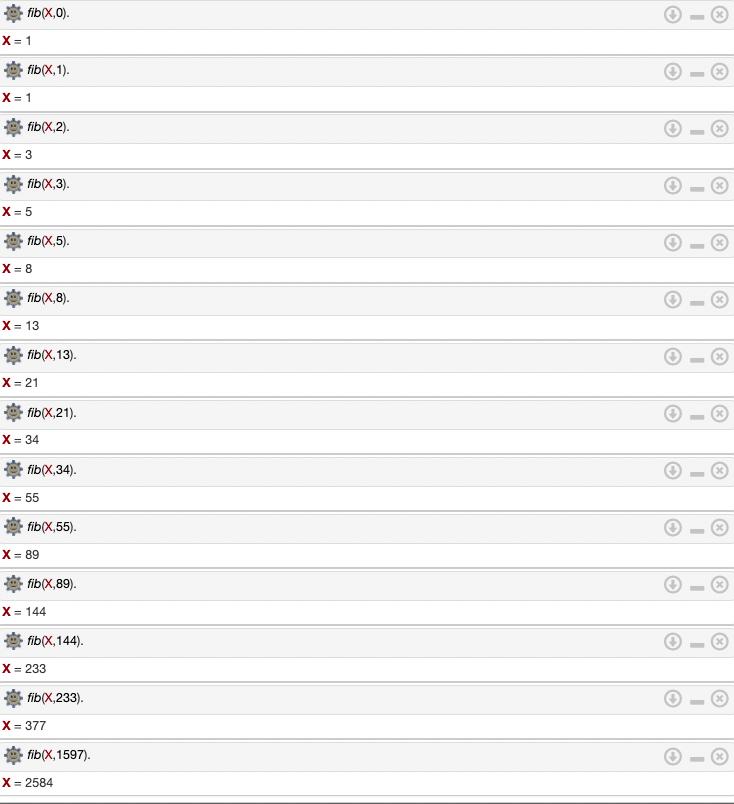 fib(X,0).
X = 1
fib(X,1).
X = 1
fib(X,2).
X = 3
fib(X,3).
X = 5
fib(X,5).
X = 8
fib(X,8).
X = 13
fib(X,13).
X = 21
fib(X,21).
X = 34
fib(X,34).
X = 55
fib(X,55).
X = 89
fib(X,89).
X = 144
fib(X,144).
X = 233
fib(X,233).
X = 377
fib(X,1597).
X = 2584